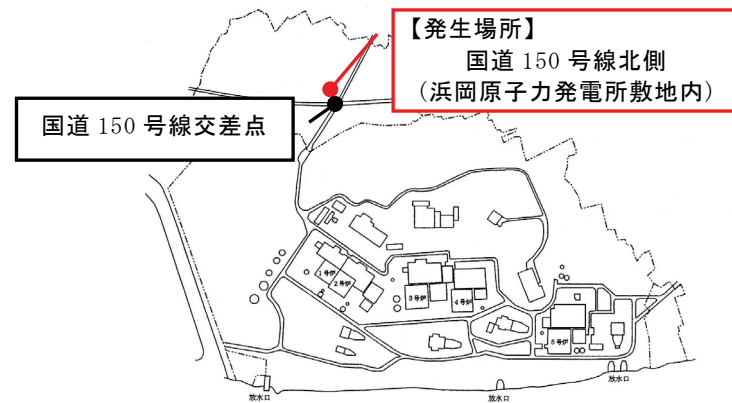 【発生場所】
国道 150 号線北側
（浜岡原子力発電所敷地内）
国道 150 号線交差点
1号炉
2号炉
3号炉
4号炉
5号炉
放水口
放水口
放水口